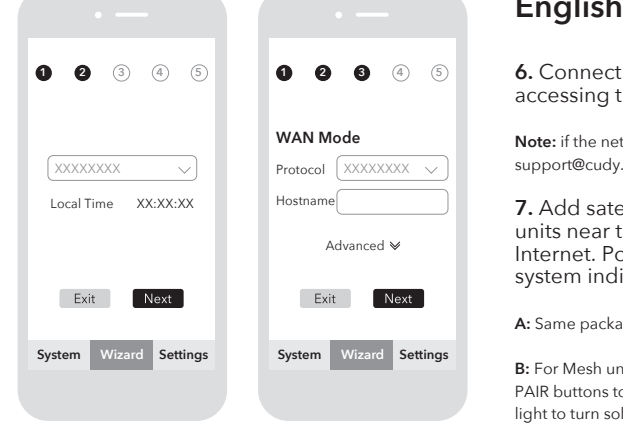 1 2 3 4 5
XXXXXXXX
Local Time XX:XX:XX
Exit Next
System Wizard Settings
1 2 3 4 5
WAN Mode
Protocol XXXXXXXX
Hostname
Advanced
Exit Next
System Wizard Settings
English
6. Connect
accessing t
Note: if the net
support@cudy.
7. Add sate
units near t
Internet. Po
system indi
A: Same packa
B: For Mesh un
PAIR buttons to
light to turn sol